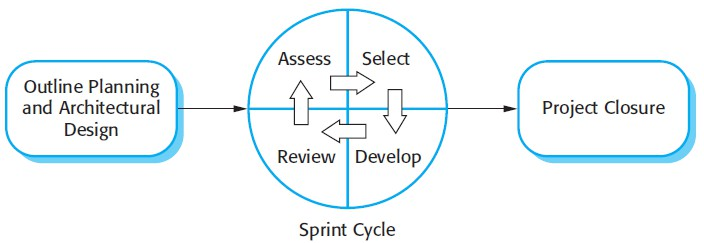 Outline Planning
and Architectural
Design
Assess
Select
Review
Develop
Sprint Cycle
Project Closure